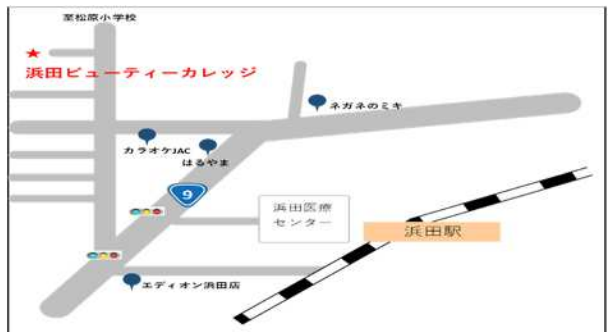 至松原小学校
★
浜田ビューティーカレッジ
ネガネのミキ
カラオケJAC
はるやま
9
浜田医療
センター
浜田駅
エディオン浜田店